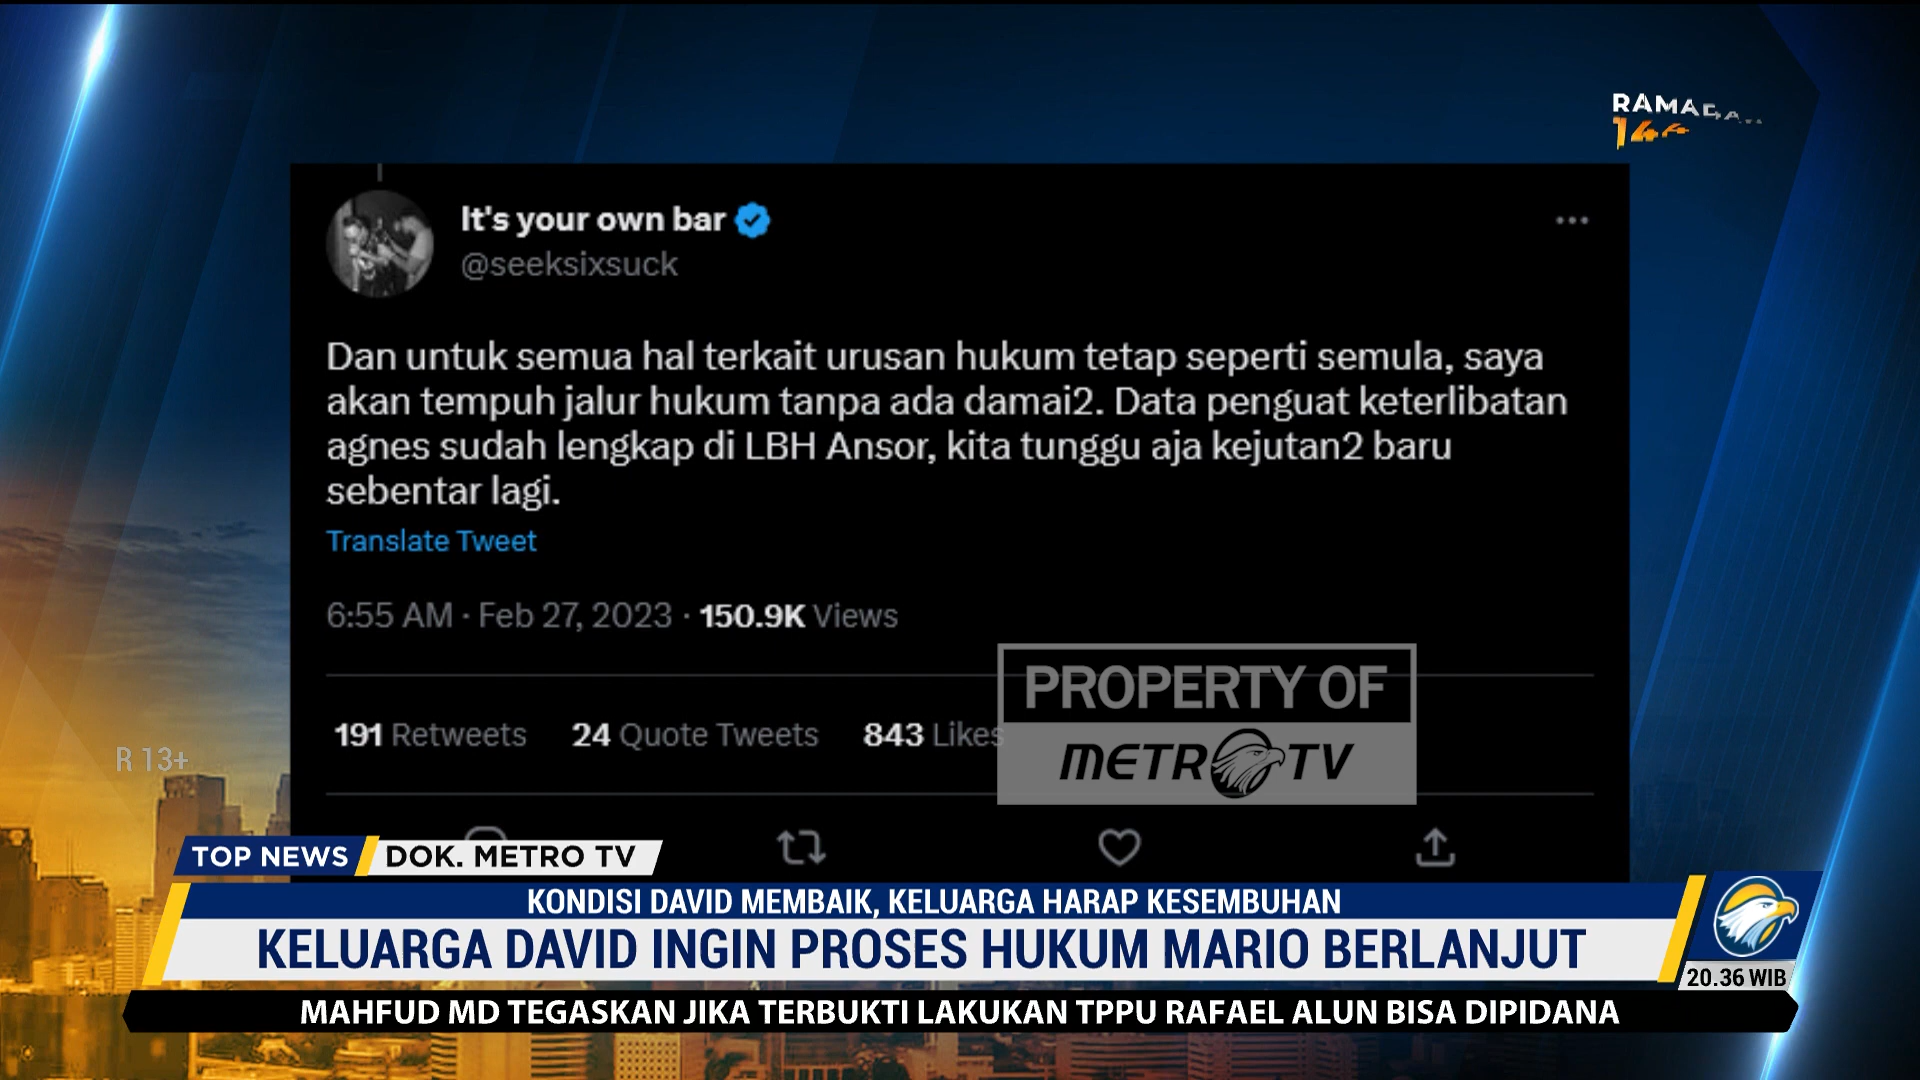 RAMADAN
144
It's your own bar
@seeksixsuck
Dan untuk semua hal terkait urusan hukum tetap seperti semula, saya
akan tempuh jalur hukum tanpa ada damai2. Data penguat keterlibatan
agnes sudah lengkap di LBH Ansor, kita tunggu aja kejutan2 baru
sebentar lagi.
Translate Tweet
6:55 AM · Feb 27, 2023 · 150.9K Views
PROPERTY OF
METRO TV
191 Retweets 24 Quote Tweets 843 Likes
R 13+
TOP NEWS DOK. METRO TV
KONDISI DAVID MEMBAIK, KELUARGA HARAP KESEMBUHAN
KELUARGA DAVID INGIN PROSES HUKUM MARIO BERLANJUT
20.36 WIB
MAHFUD MD TEGASKAN JIKA TERBUKTI LAKUKAN TPPU RAFAEL ALUN BISA DIPIDANA